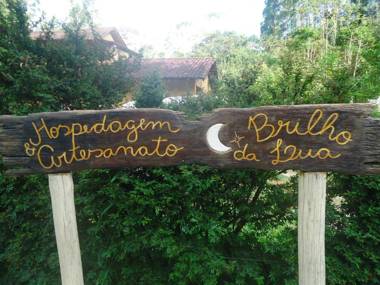 Hospedagem
e Artesanato
Brilho
da Lua